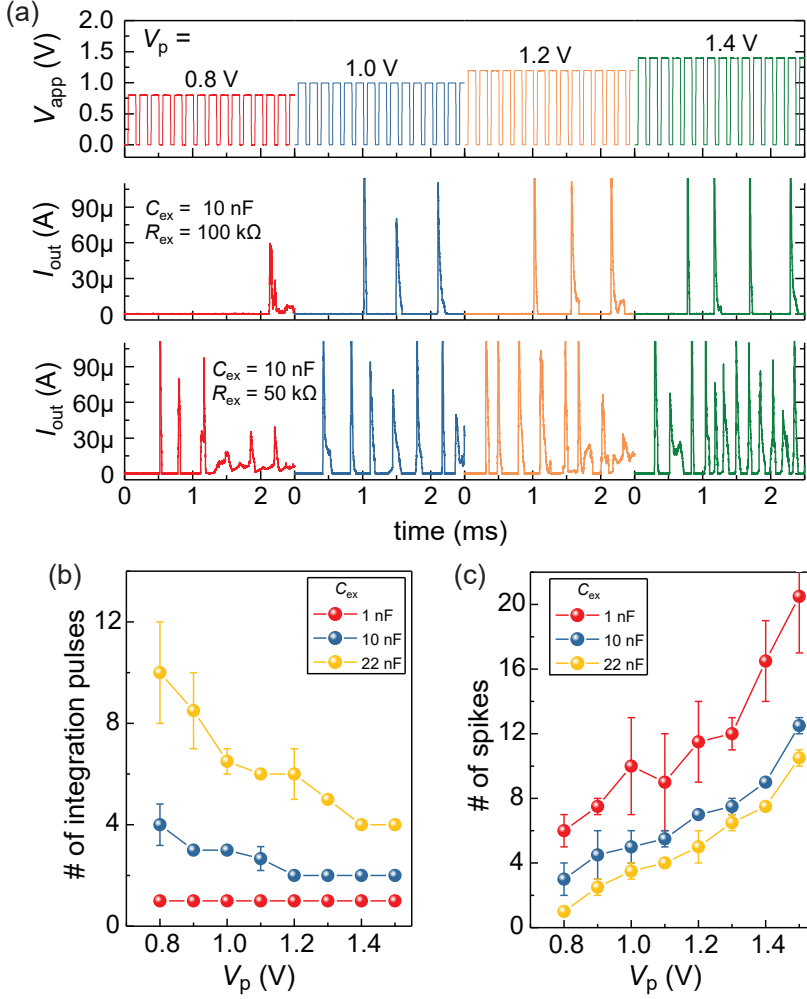 (a)
V_p =
0.8 V
1.0 V
1.2 V
1.4 V
V_app (V)
2.0
1.5
1.0
0.5
0.0
C_ex = 10 nF
R_ex = 100 kΩ
I_out (A)
90µ
60µ
30µ
0
C_ex = 10 nF
R_ex = 50 kΩ
I_out (A)
90µ
60µ
30µ
0
0 1 2 0 1 2 0 1 2 0 1 2
time (ms)
(b)
# of integration pulses
12
8
4
0
C_ex
1 nF
10 nF
22 nF
0.8 1.0 1.2 1.4
V_p (V)
(c)
# of spikes
20
16
12
8
4
0
C_ex
1 nF
10 nF
22 nF
0.8 1.0 1.2 1.4
V_p (V)